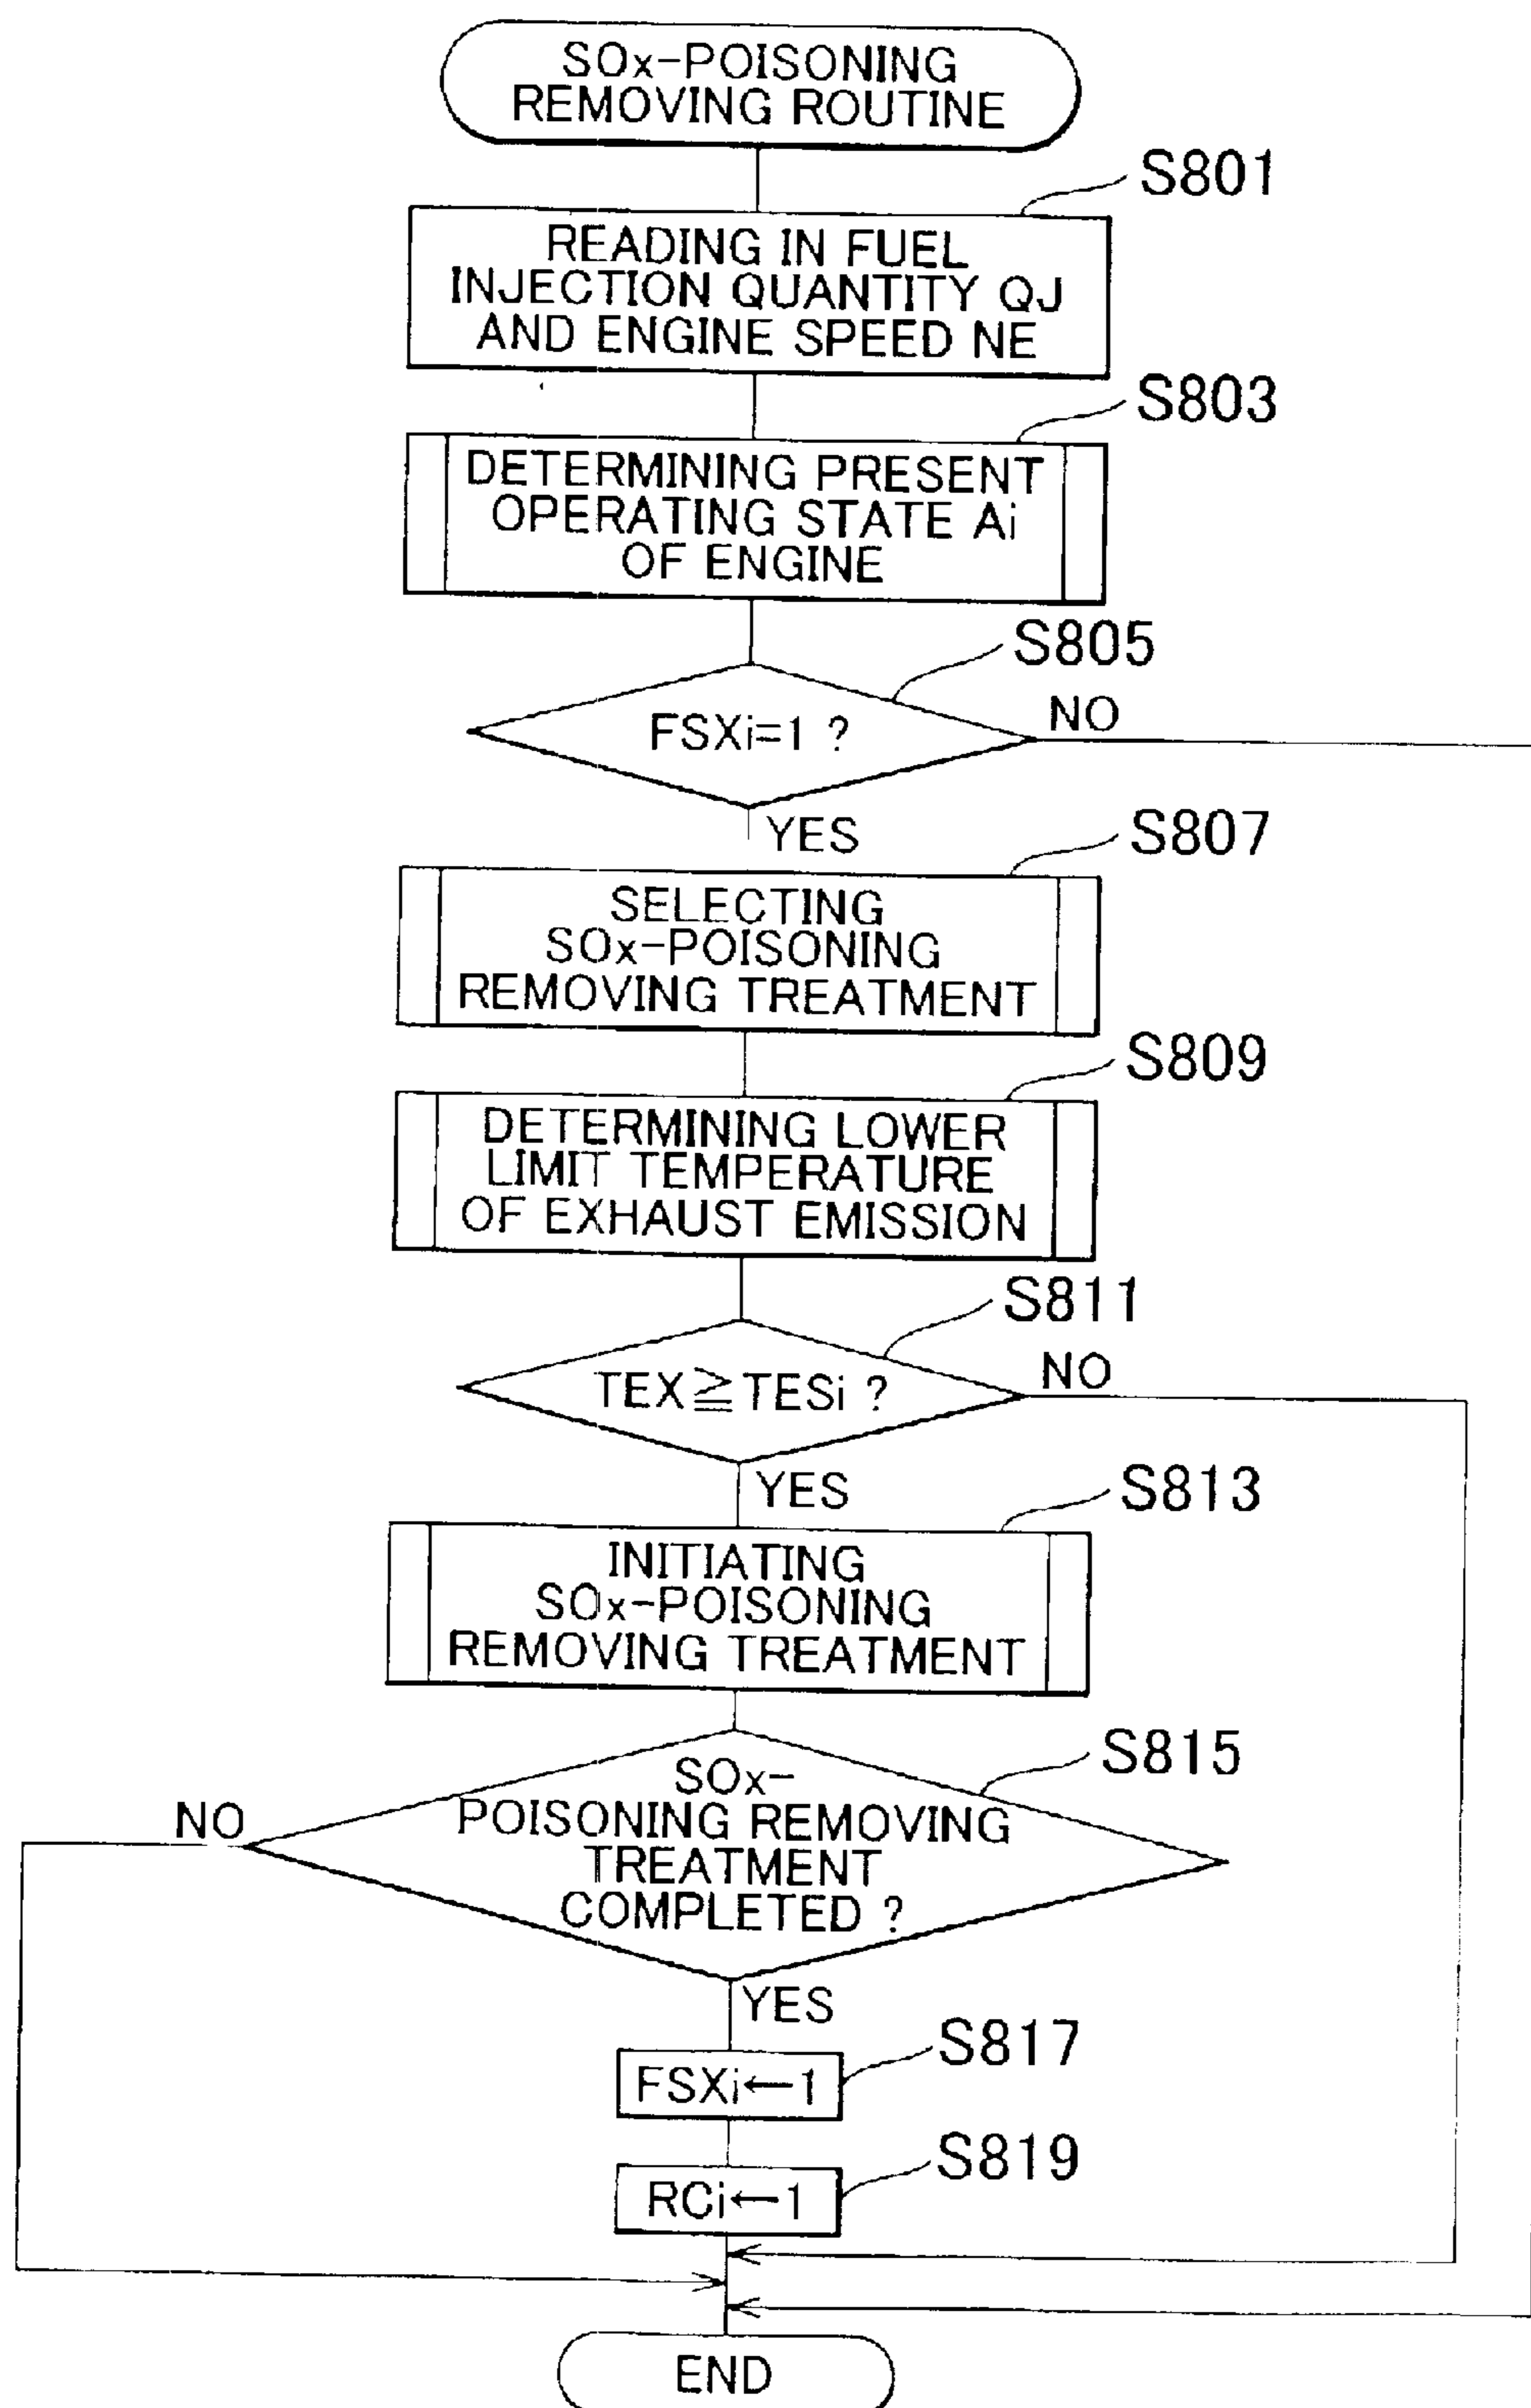 SOx-POISONING
REMOVING ROUTINE
S801
READING IN FUEL
INJECTION QUANTITY QJ
AND ENGINE SPEED NE
S803
DETERMINING PRESENT
OPERATING STATE Ai
OF ENGINE
S805
FSXi=1 ?
NO
YES
S807
SELECTING
SOx-POISONING
REMOVING TREATMENT
S809
DETERMINING LOWER
LIMIT TEMPERATURE
OF EXHAUST EMISSION
S811
TEX≧TESi ?
NO
YES
S813
INITIATING
SOx-POISONING
REMOVING TREATMENT
S815
SOx-
POISONING REMOVING
TREATMENT
COMPLETED ?
NO
YES
S817
FSXi←1
S819
RCi←1
END